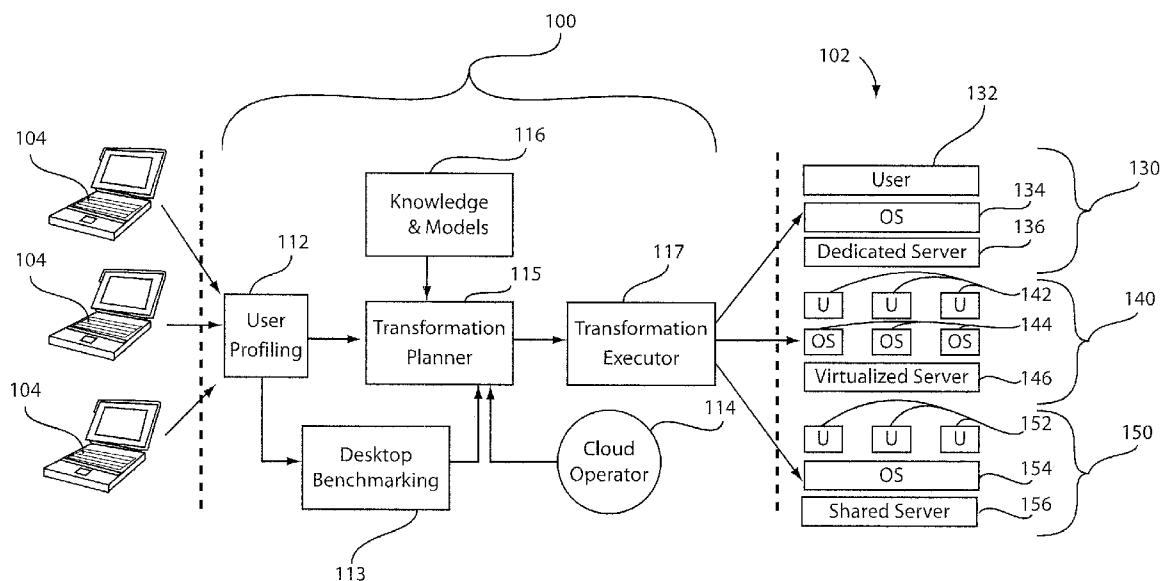 100
102
132
104
116
User
130
134
Knowledge
& Models
OS
136
112
115
117
Dedicated Server
104
U U U
142
User
Profiling
Transformation
Planner
Transformation
Executor
144
140
OS OS OS
Virtualized Server
146
104
114
152
U U U
Desktop
Benchmarking
Cloud
Operator
150
OS
154
Shared Server
156
113